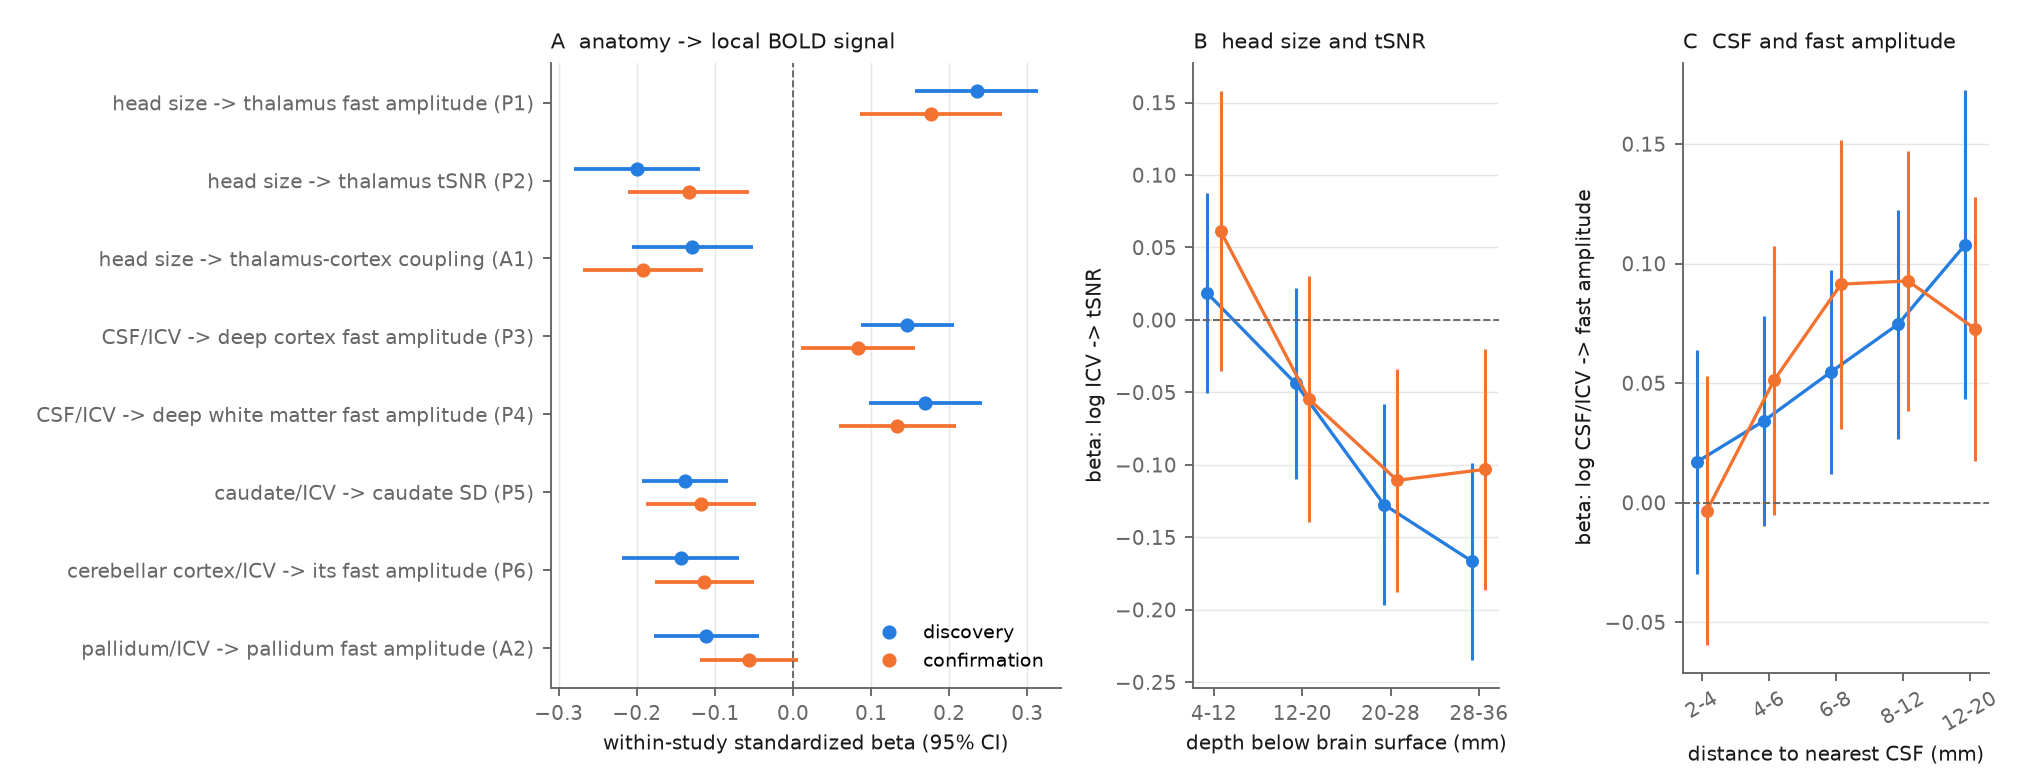 A  anatomy -> local BOLD signal
head size -> thalamus fast amplitude (P1)
head size -> thalamus tSNR (P2)
head size -> thalamus-cortex coupling (A1)
CSF/ICV -> deep cortex fast amplitude (P3)
CSF/ICV -> deep white matter fast amplitude (P4)
caudate/ICV -> caudate SD (P5)
cerebellar cortex/ICV -> its fast amplitude (P6)
pallidum/ICV -> pallidum fast amplitude (A2)
discovery
confirmation
−0.3 −0.2 −0.1 0.0 0.1 0.2 0.3
within-study standardized beta (95% CI)
B  head size and tSNR
beta: log ICV -> tSNR
0.15
0.10
0.05
0.00
−0.05
−0.10
−0.15
−0.20
−0.25
4-12 12-20 20-28 28-36
depth below brain surface (mm)
C  CSF and fast amplitude
beta: log CSF/ICV -> fast amplitude
0.15
0.10
0.05
0.00
−0.05
2-4 4-6 6-8 8-12 12-20
distance to nearest CSF (mm)